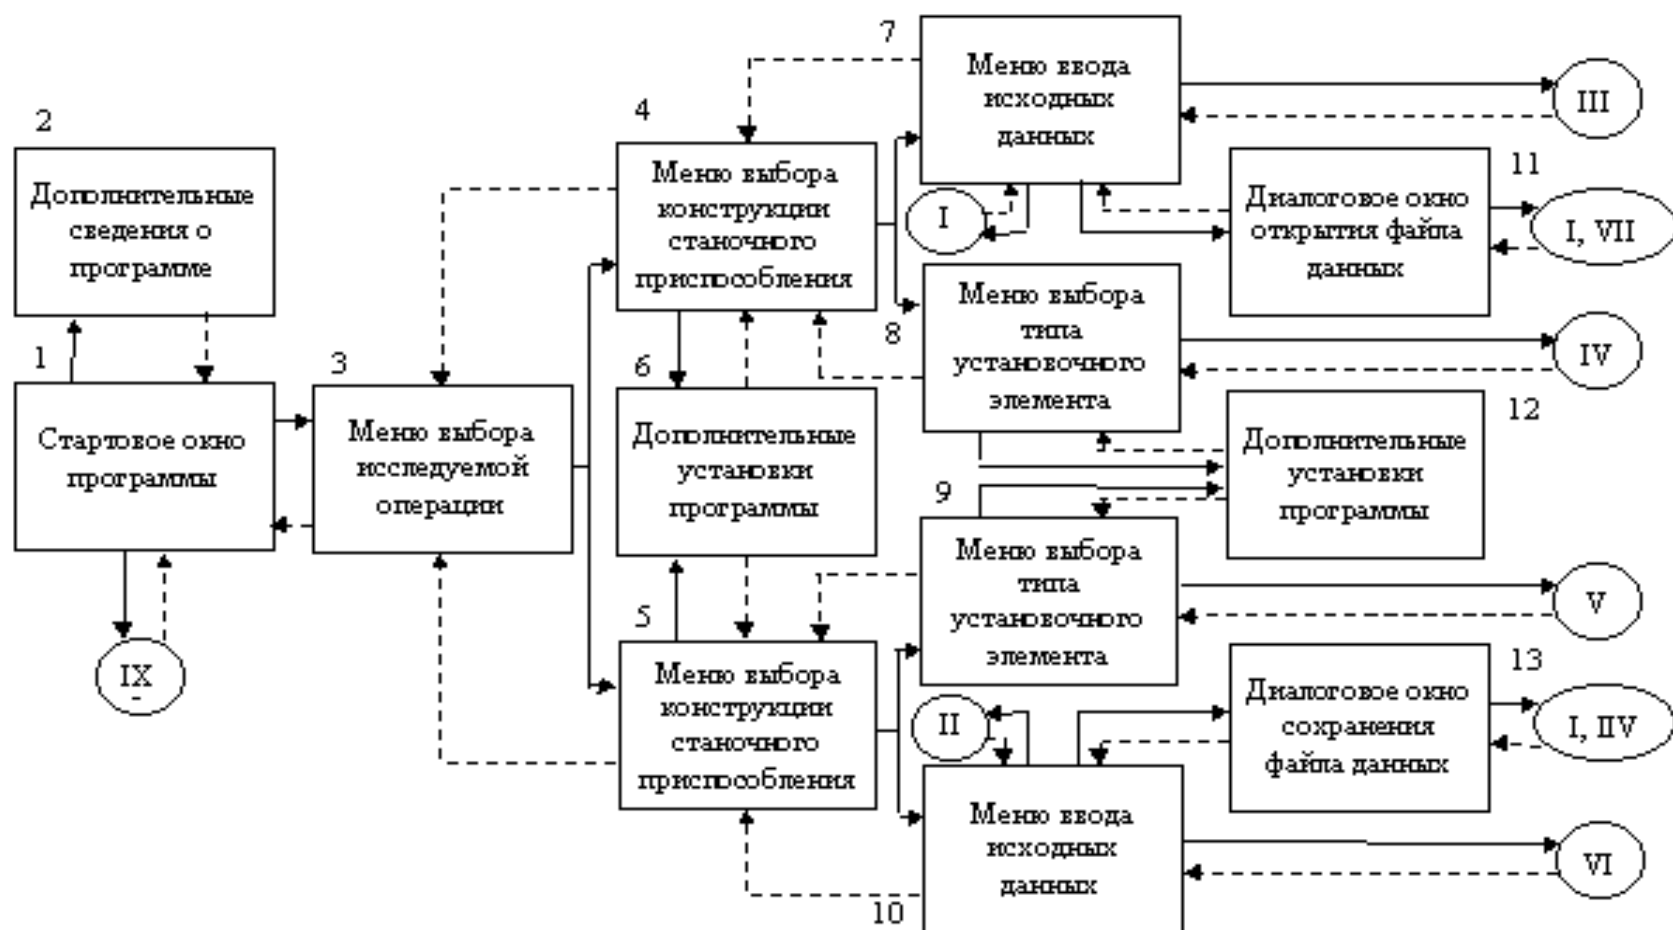 2
Дополнительные
сведения о
программе
1
Стартовое окно
программы
IX
3
Меню выбора
исследуемой
операции
4
Меню выбора
конструкции
станочного
приспособления
6
Дополнительные
установки
программы
5
Меню выбора
конструкции
станочного
приспособления
7
Меню ввода
исходных
данных
I
8
Меню выбора
типа
установочного
элемента
9
Меню выбора
типа
установочного
элемента
II
10
Меню ввода
исходных
данных
III
11
Диалоговое окно
открытия файла
данных
I, VII
IV
12
Дополнительные
установки
программы
V
13
Диалоговое окно
сохранения
файла данных
I, IIV
VI